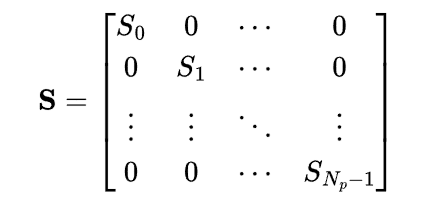 S = [ S_0 0 ⋯ 0
0 S_1 ⋯ 0
⋮ ⋮ ⋱ ⋮
0 0 ⋯ S_{N_p−1} ]